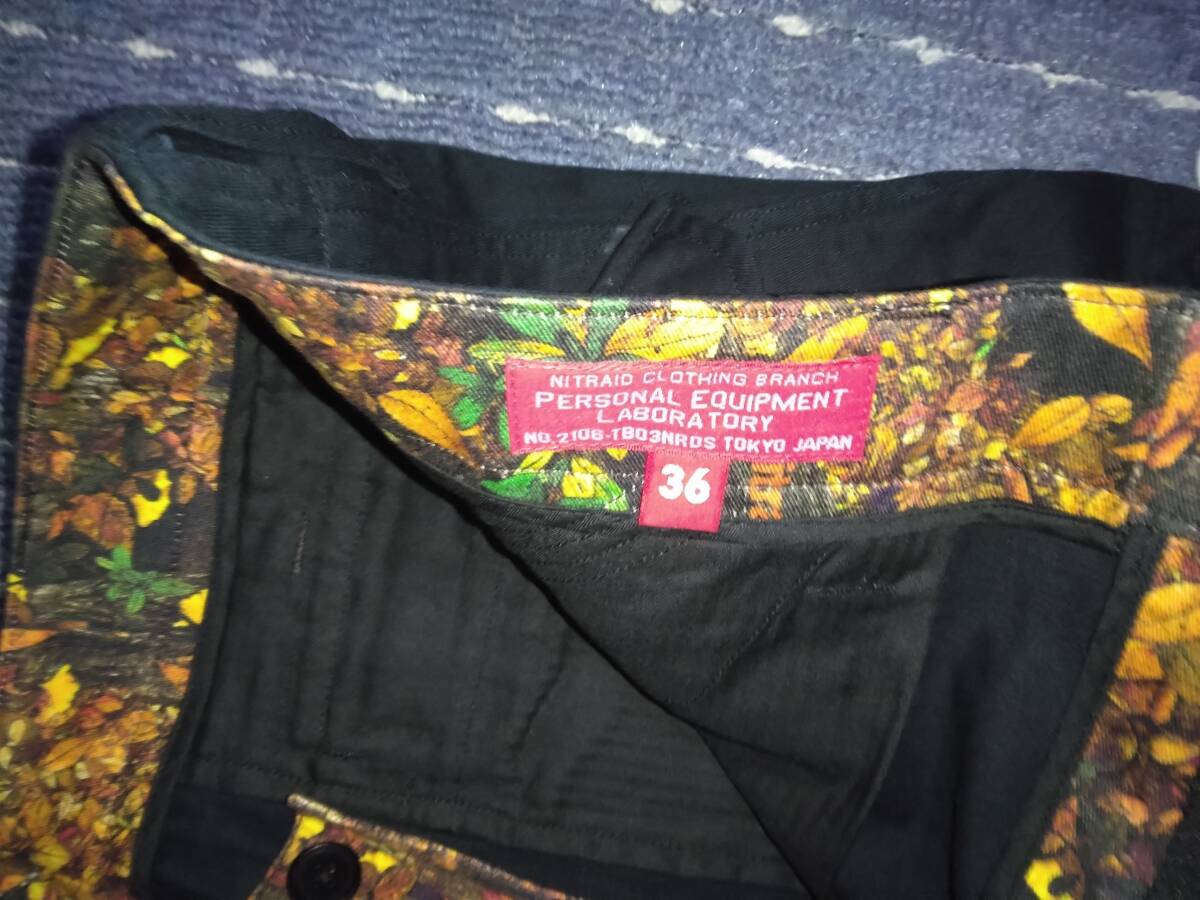 NITRAID CLOTHING BRANCH
PERSONAL EQUIPMENT
LABORATORY
NO.2106-TB03NRDS TOKYO JAPAN
36